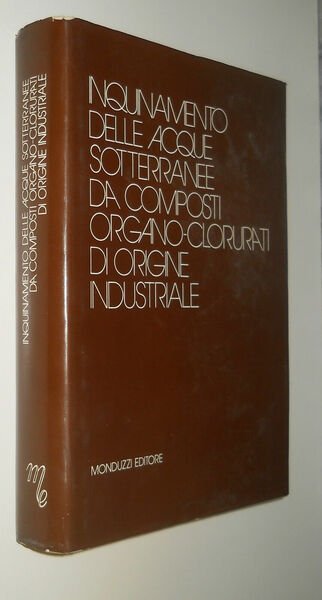 INQUINAMENTO
DELLE ACQUE
SOTTERRANEE
DA COMPOSTI
ORGANO-CLORURATI
DI ORIGINE
INDUSTRIALE
MONDUZZI EDITORE
INQUINAMENTO DELLE ACQUE SOTTERRANEE
DA COMPOSTI ORGANO-CLORURATI
DI ORIGINE INDUSTRIALE